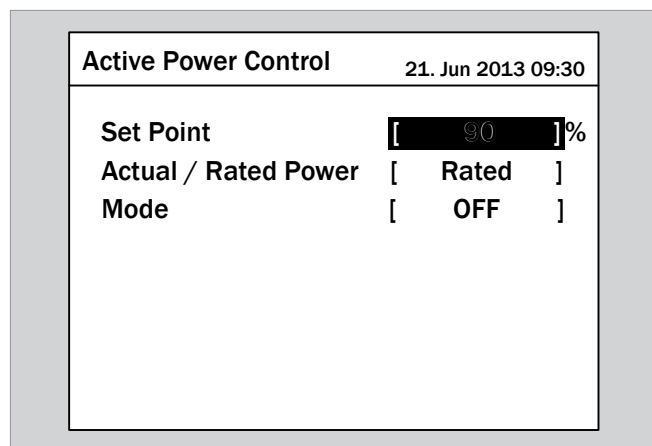 Active Power Control 21. Jun 2013 09:30
Set Point [ 90 ]%
Actual / Rated Power [ Rated ]
Mode [ OFF ]